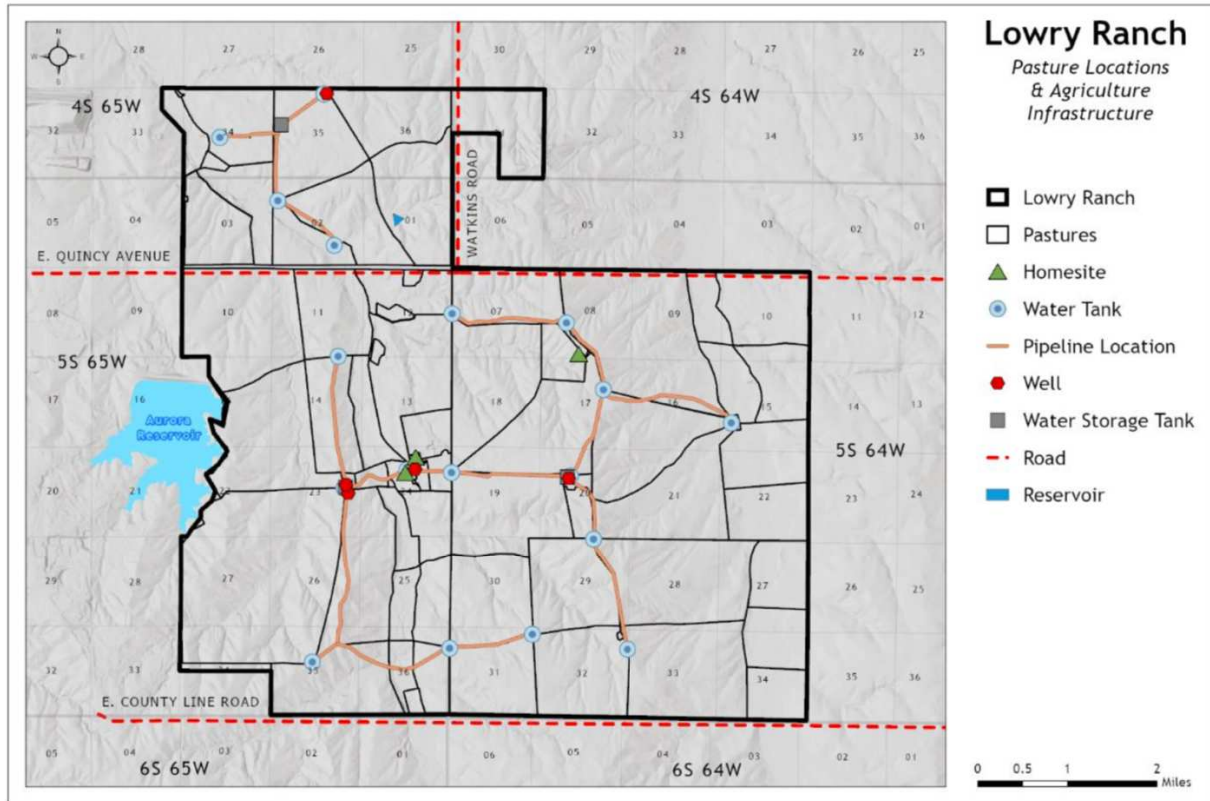 Lowry Ranch
Pasture Locations
& Agriculture
Infrastructure
N
W E
S
28 27 26 25 30 29 28 27 26 25
4S 65W
4S 64W
32 33 34 35 36 32 33 34 35 36
WATKINS ROAD
05 04 03 02 01 06 05 04 03 02 01
E. QUINCY AVENUE
08 09 10 11 07 08 09 10 11 12
5S 65W
17 16 14 13 17 15 14 13
Aurora
Reservoir
5S 64W
20 22 23 24 19 20 21 22 23 24
29 28 27 26 25 30 29 28 27 26 25
32 33 34 35 36 33 34 35 36
E. COUNTY LINE ROAD
05 04 03 02 01 06 05 04 03 02 01
6S 65W
6S 64W
Lowry Ranch
Pastures
Homesite
Water Tank
Pipeline Location
Well
Water Storage Tank
Road
Reservoir
0 0.5 1 2
Miles